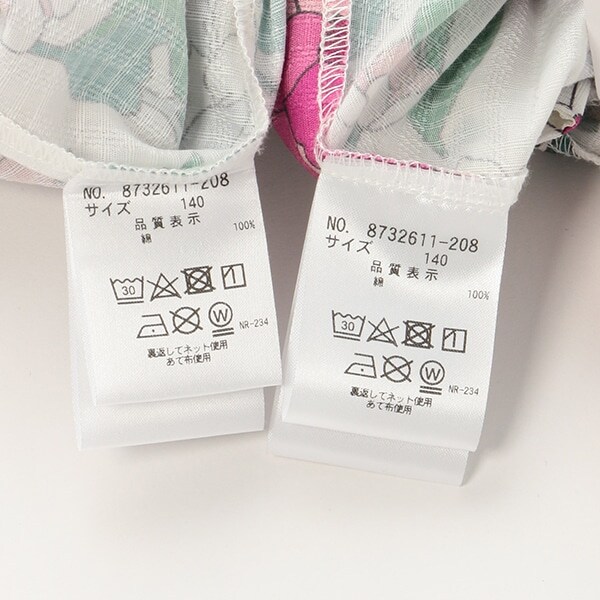 NO. 8732611-208
サイズ 140
品質表示
綿 100%
30
W
NR-234
裏返してネット使用
あて布使用
NO. 8732611-208
サイズ 140
品質表示
綿 100%
30
W
NR-234
裏返してネット使用
あて布使用